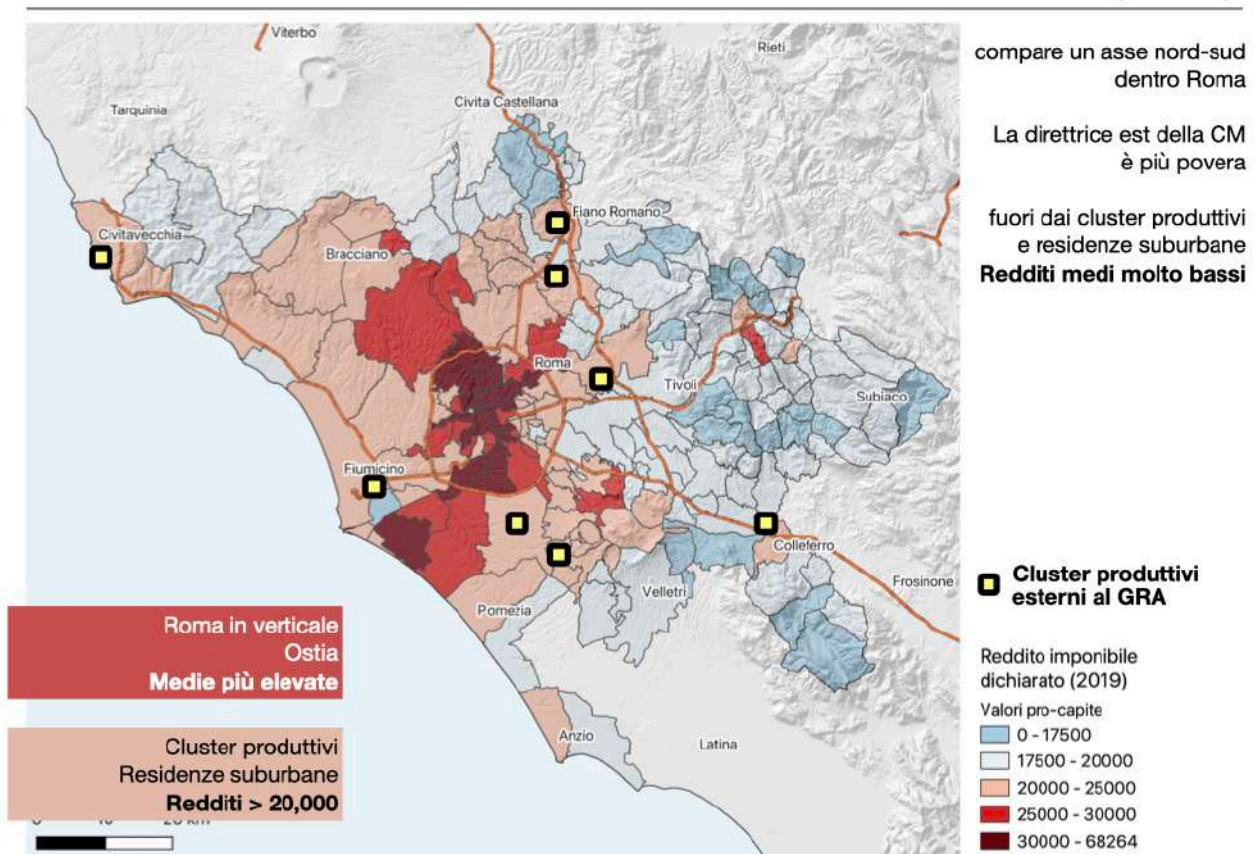 compare un asse nord-sud
dentro Roma
La direttrice est della CM
è più povera
fuori dai cluster produttivi
e residenze suburbane
Redditi medi molto bassi
Viterbo
Rieti
Tarquinia
Civita Castellana
Civitavecchia
Fiano Romano
Bracciano
Roma
Tivoli
Subiaco
Fiumicino
Colleferro
Frosinone
Velletri
Pomezia
Anzio
Latina
Roma in verticale
Ostia
Medie più elevate
Cluster produttivi
Residenze suburbane
Redditi > 20,000
km
Cluster produttivi
esterni al GRA
Reddito imponibile
dichiarato (2019)
Valori pro-capite
0 - 17500
17500 - 20000
20000 - 25000
25000 - 30000
30000 - 68264